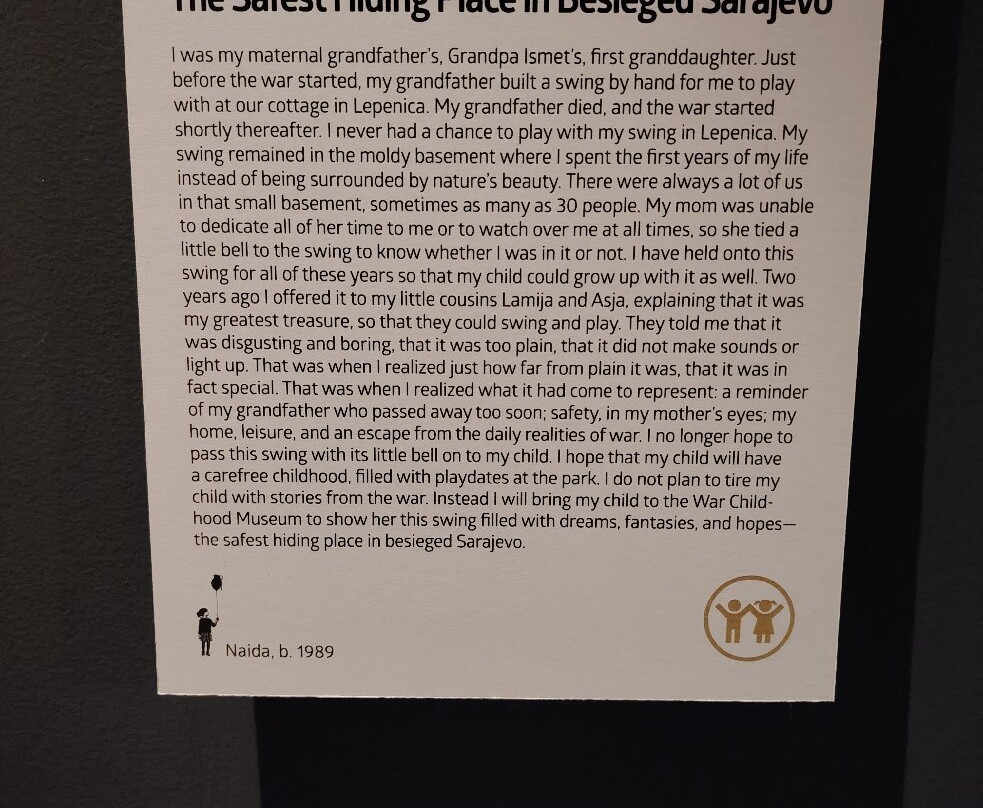 The Safest Hiding Place in Besieged Sarajevo
I was my maternal grandfather's, Grandpa Ismet's, first granddaughter. Just
before the war started, my grandfather built a swing by hand for me to play
with at our cottage in Lepenica. My grandfather died, and the war started
shortly thereafter. I never had a chance to play with my swing in Lepenica. My
swing remained in the moldy basement where I spent the first years of my life
instead of being surrounded by nature's beauty. There were always a lot of us
in that small basement, sometimes as many as 30 people. My mom was unable
to dedicate all of her time to me or to watch over me at all times, so she tied a
little bell to the swing to know whether I was in it or not. I have held onto this
swing for all of these years so that my child could grow up with it as well. Two
years ago I offered it to my little cousins Lamija and Asja, explaining that it was
my greatest treasure, so that they could swing and play. They told me that it
was disgusting and boring, that it was too plain, that it did not make sounds or
light up. That was when I realized just how far from plain it was, that it was in
fact special. That was when I realized what it had come to represent: a reminder
of my grandfather who passed away too soon; safety, in my mother's eyes; my
home, leisure, and an escape from the daily realities of war. I no longer hope to
pass this swing with its little bell on to my child. I hope that my child will have
a carefree childhood, filled with playdates at the park. I do not plan to tire my
child with stories from the war. Instead I will bring my child to the War Child-
hood Museum to show her this swing filled with dreams, fantasies, and hopes—
the safest hiding place in besieged Sarajevo.
Naida, b. 1989